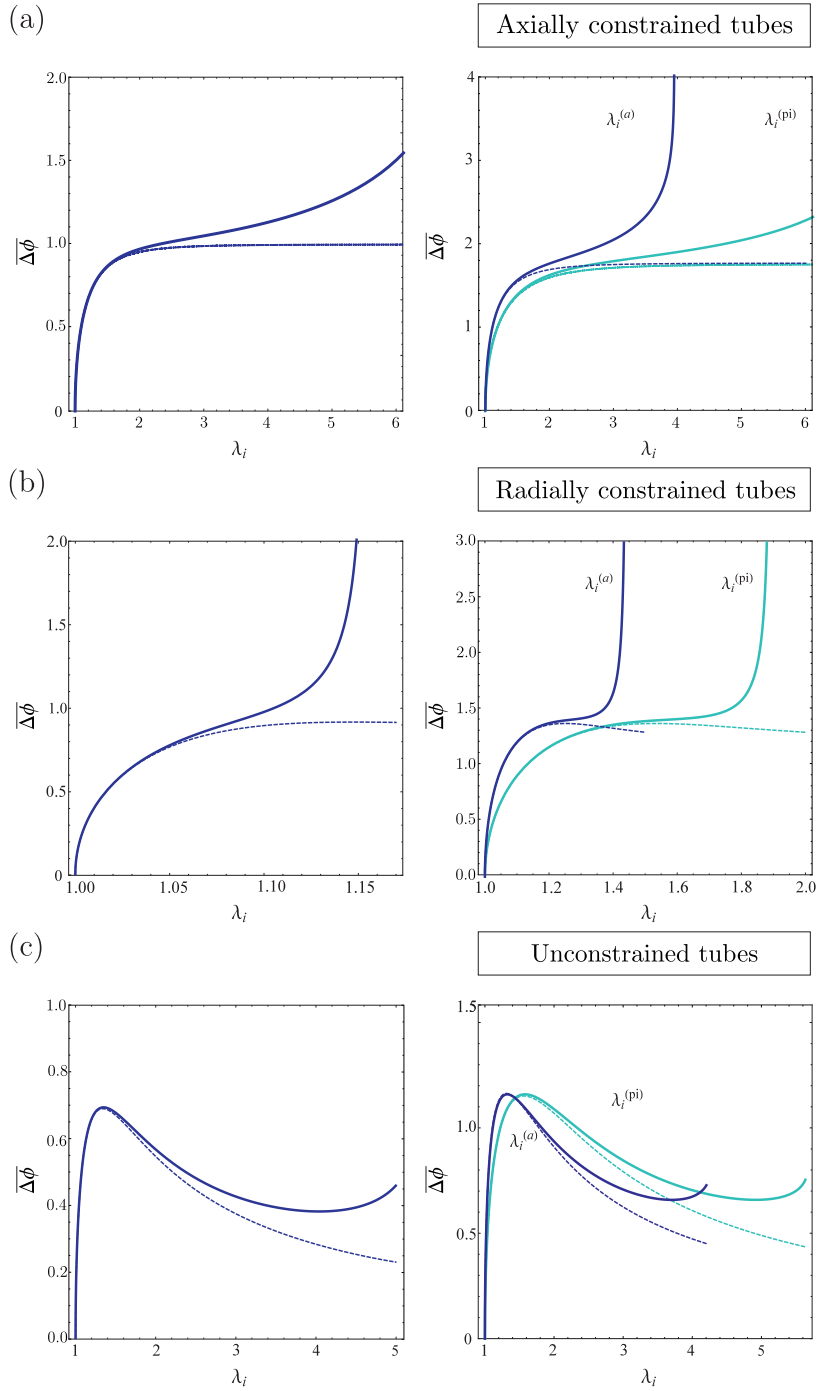 (a)
Axially constrained tubes
2.0
1.5
1.0
0.5
0
1 2 3 4 5 6
λᵢ
Δϕ̅
4
3
2
1
0
1 2 3 4 5 6
λᵢ
Δϕ̅
λᵢ⁽ᵃ⁾
λᵢ⁽ᵖⁱ⁾
(b)
Radially constrained tubes
2.0
1.5
1.0
0.5
0
1.00 1.05 1.10 1.15
λᵢ
Δϕ̅
3.0
2.5
2.0
1.5
1.0
0.5
0.0
1.0 1.2 1.4 1.6 1.8 2.0
λᵢ
Δϕ̅
λᵢ⁽ᵃ⁾
λᵢ⁽ᵖⁱ⁾
(c)
Unconstrained tubes
1.0
0.8
0.6
0.4
0.2
0.0
1 2 3 4 5
λᵢ
Δϕ̅
1.5
1.0
0.5
0
1 2 3 4 5
λᵢ
Δϕ̅
λᵢ⁽ᵖⁱ⁾
λᵢ⁽ᵃ⁾